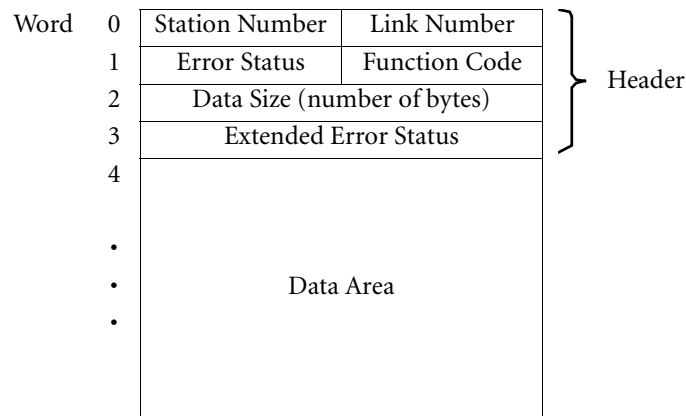 Word 0 Station Number Link Number
1 Error Status Function Code
Header
2 Data Size (number of bytes)
3 Extended Error Status
4
Data Area